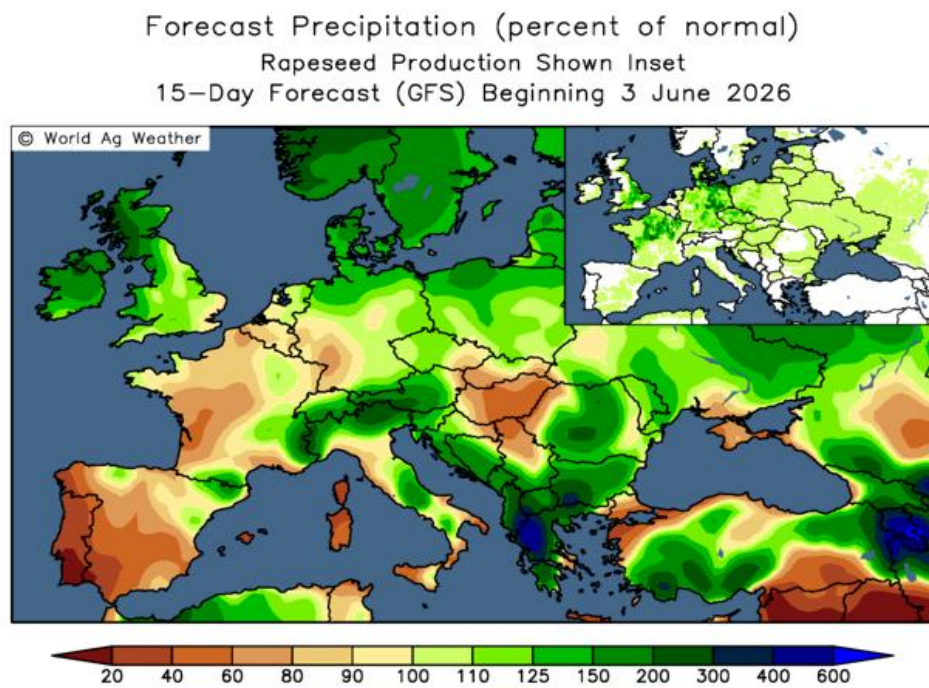 Forecast Precipitation (percent of normal)
Rapeseed Production Shown Inset
15-Day Forecast (GFS) Beginning 3 June 2026
© World Ag Weather
20 40 60 80 90 100 110 125 150 200 300 400 600